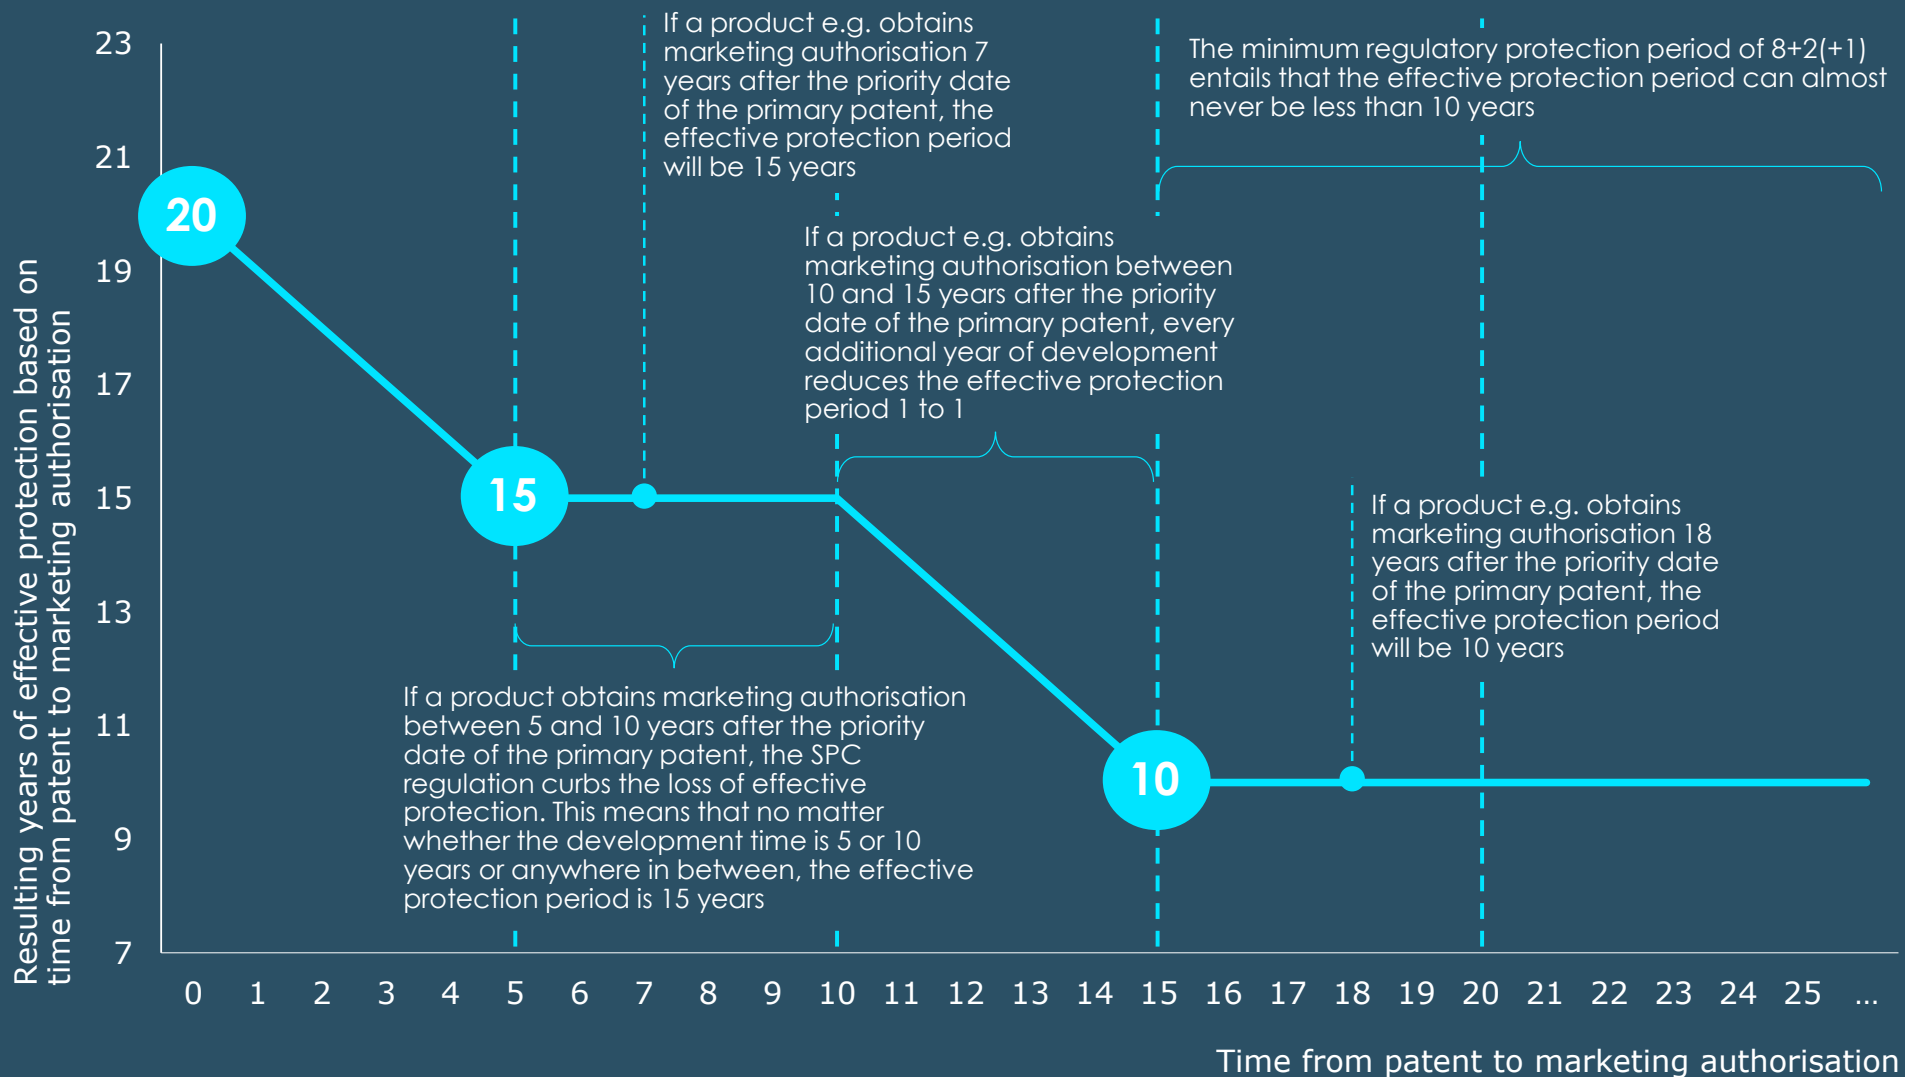 If a product e.g. obtains
marketing authorisation 7
years after the priority date
of the primary patent, the
effective protection period
will be 15 years
The minimum regulatory protection period of 8+2(+1)
entails that the effective protection period can almost
never be less than 10 years
If a product e.g. obtains
marketing authorisation between
10 and 15 years after the priority
date of the primary patent, every
additional year of development
reduces the effective protection
period 1 to 1
If a product e.g. obtains
marketing authorisation 18
years after the priority date
of the primary patent, the
effective protection period
will be 10 years
If a product obtains marketing authorisation
between 5 and 10 years after the priority
date of the primary patent, the SPC
regulation curbs the loss of effective
protection. This means that no matter
whether the development time is 5 or 10
years or anywhere in between, the effective
protection period is 15 years
20
15
10
Resulting years of effective protection based on
time from patent to marketing authorisation
23
21
19
17
15
13
11
9
7
0 1 2 3 4 5 6 7 8 9 10 11 12 13 14 15 16 17 18 19 20 21 22 23 24 25 ...
Time from patent to marketing authorisation